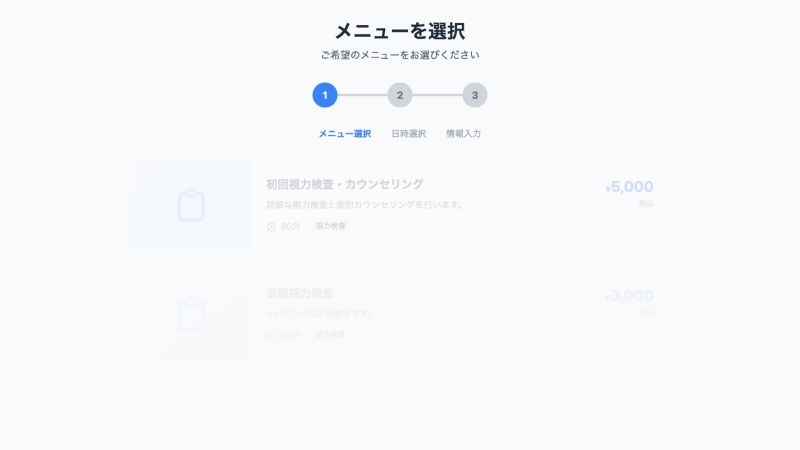 メニューを選択
ご希望のメニューをお選びください
1 2 3
メニュー選択 日時選択 情報入力
初回視力検査・カウンセリング
¥5,000
詳細な視力検査と個別カウンセリングを行います。
税込
60分 視力検査
定期視力検査
¥3,000
税込
視力検査